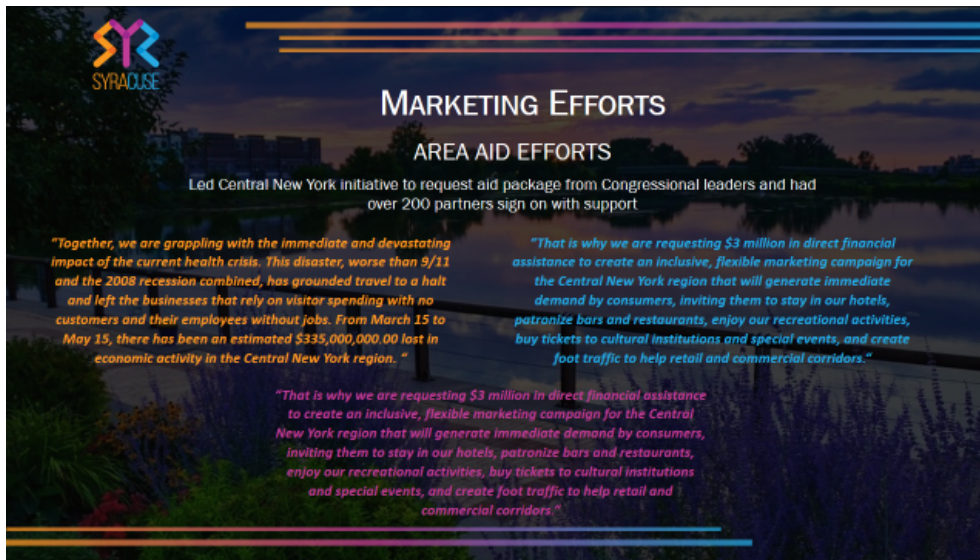 SYRACUSE
MARKETING EFFORTS
AREA AID EFFORTS
Led Central New York initiative to request aid package from Congressional leaders and had
over 200 partners sign on with support
"Together, we are grappling with the immediate and devastating
impact of the current health crisis. This disaster, worse than 9/11
and the 2008 recession combined, has grounded travel to a halt
and left the businesses that rely on visitor spending with no
customers and their employees without jobs. From March 15 to
May 15, there has been an estimated $335,000,000.00 lost in
economic activity in the Central New York region. "
"That is why we are requesting $3 million in direct financial
assistance to create an inclusive, flexible marketing campaign for
the Central New York region that will generate immediate
demand by consumers, inviting them to stay in our hotels,
patronize bars and restaurants, enjoy our recreational activities,
buy tickets to cultural institutions and special events, and create
foot traffic to help retail and commercial corridors."
"That is why we are requesting $3 million in direct financial assistance
to create an inclusive, flexible marketing campaign for the Central
New York region that will generate immediate demand by consumers,
inviting them to stay in our hotels, patronize bars and restaurants,
enjoy our recreational activities, buy tickets to cultural institutions
and special events, and create foot traffic to help retail and
commercial corridors."